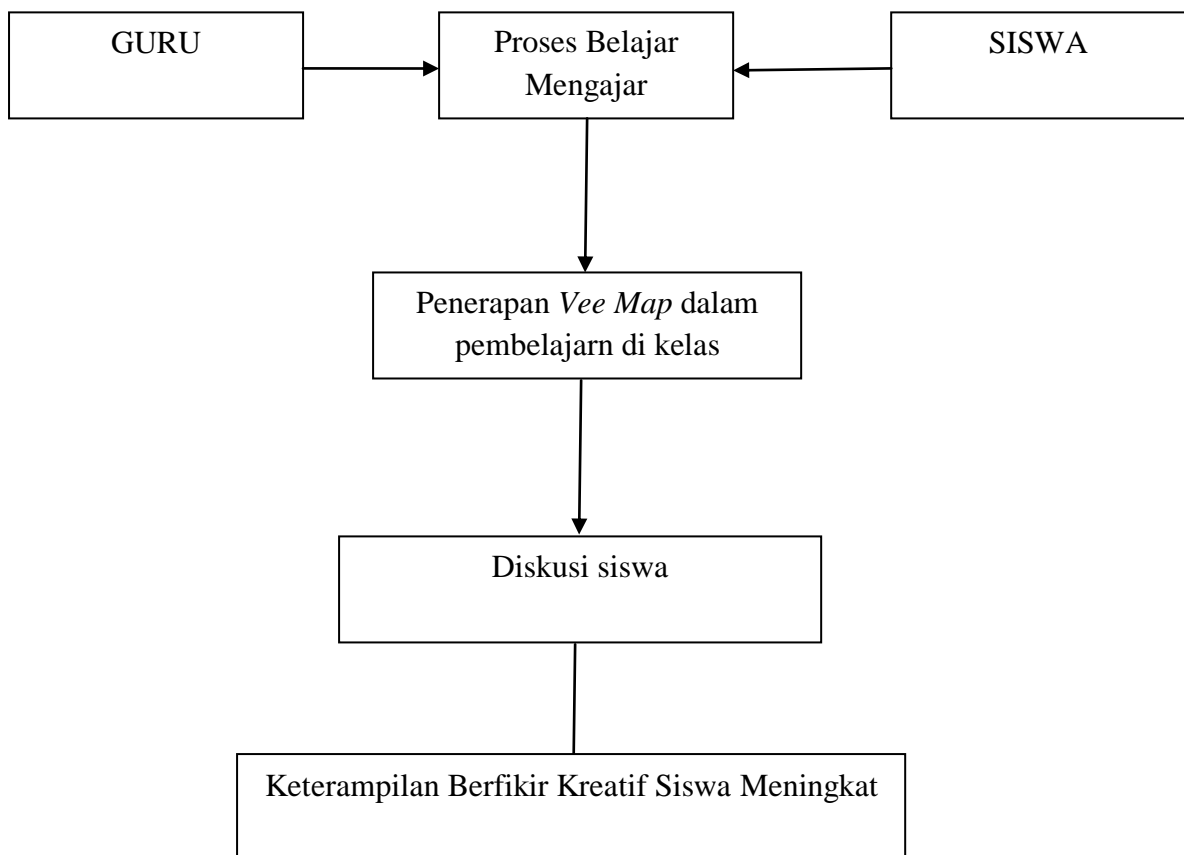 GURU
Proses Belajar
Mengajar
SISWA
Penerapan Vee Map dalam
pembelajarn di kelas
Diskusi siswa
Keterampilan Berfikir Kreatif Siswa Meningkat